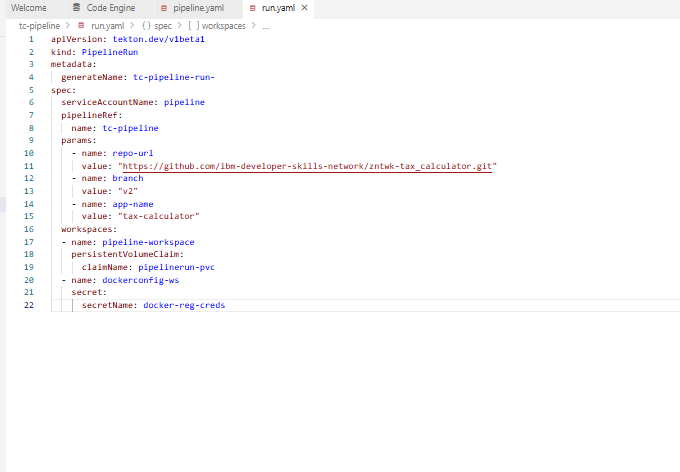 Welcome Code Engine pipeline.yaml run.yaml ×
tc-pipeline > run.yaml > {} spec > [ ] workspaces > ...
1 apiVersion: tekton.dev/v1beta1
2 kind: PipelineRun
3 metadata:
4 generateName: tc-pipeline-run-
5 spec:
6 serviceAccountName: pipeline
7 pipelineRef:
8 name: tc-pipeline
9 params:
10 - name: repo-url
11 value: "https://github.com/ibm-developer-skills-network/zntwk-tax_calculator.git"
12 - name: branch
13 value: "v2"
14 - name: app-name
15 value: "tax-calculator"
16 workspaces:
17 - name: pipeline-workspace
18 persistentVolumeClaim:
19 claimName: pipelinerun-pvc
20 - name: dockerconfig-ws
21 secret:
22 secretName: docker-reg-creds